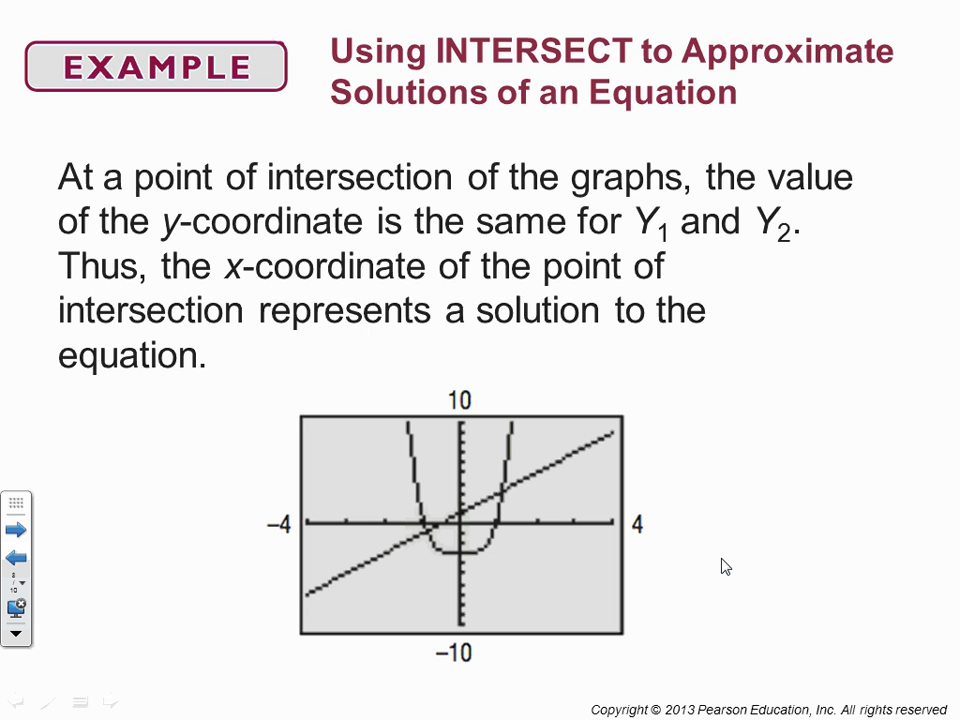 EXAMPLE
Using INTERSECT to Approximate
Solutions of an Equation
At a point of intersection of the graphs, the value
of the y-coordinate is the same for Y₁ and Y₂.
Thus, the x-coordinate of the point of
intersection represents a solution to the
equation.
10
–4
4
–10
8
/
10
Copyright © 2013 Pearson Education, Inc. All rights reserved